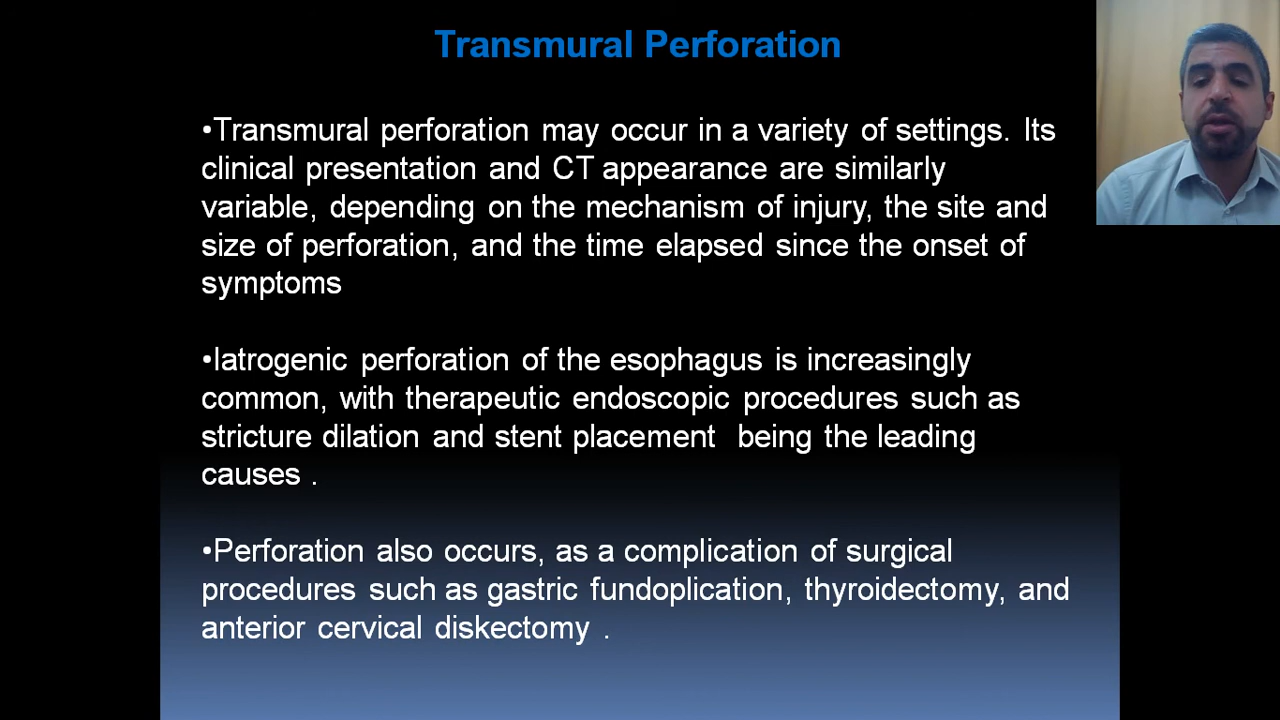 Transmural Perforation
•Transmural perforation may occur in a variety of settings. Its
clinical presentation and CT appearance are similarly
variable, depending on the mechanism of injury, the site and
size of perforation, and the time elapsed since the onset of
symptoms
•Iatrogenic perforation of the esophagus is increasingly
common, with therapeutic endoscopic procedures such as
stricture dilation and stent placement  being the leading
causes .
•Perforation also occurs, as a complication of surgical
procedures such as gastric fundoplication, thyroidectomy, and
anterior cervical diskectomy .